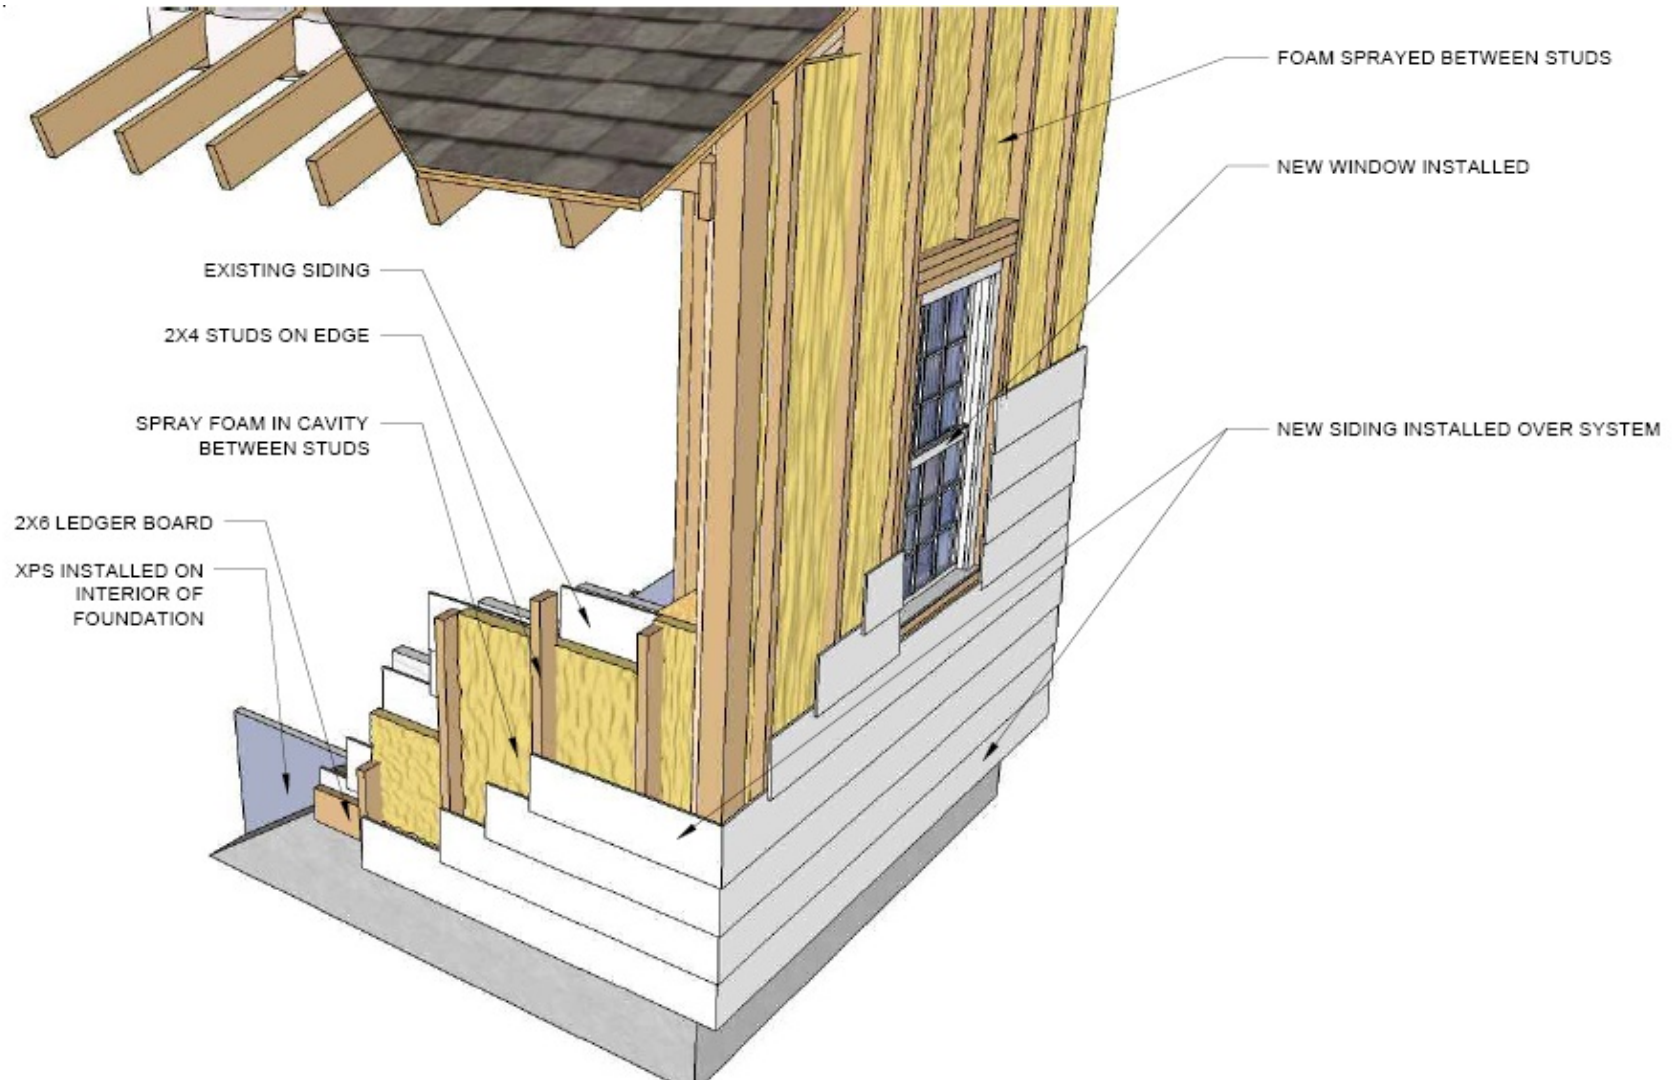 FOAM SPRAYED BETWEEN STUDS
NEW WINDOW INSTALLED
EXISTING SIDING
2X4 STUDS ON EDGE
SPRAY FOAM IN CAVITY
BETWEEN STUDS
NEW SIDING INSTALLED OVER SYSTEM
2X6 LEDGER BOARD
XPS INSTALLED ON
INTERIOR OF
FOUNDATION